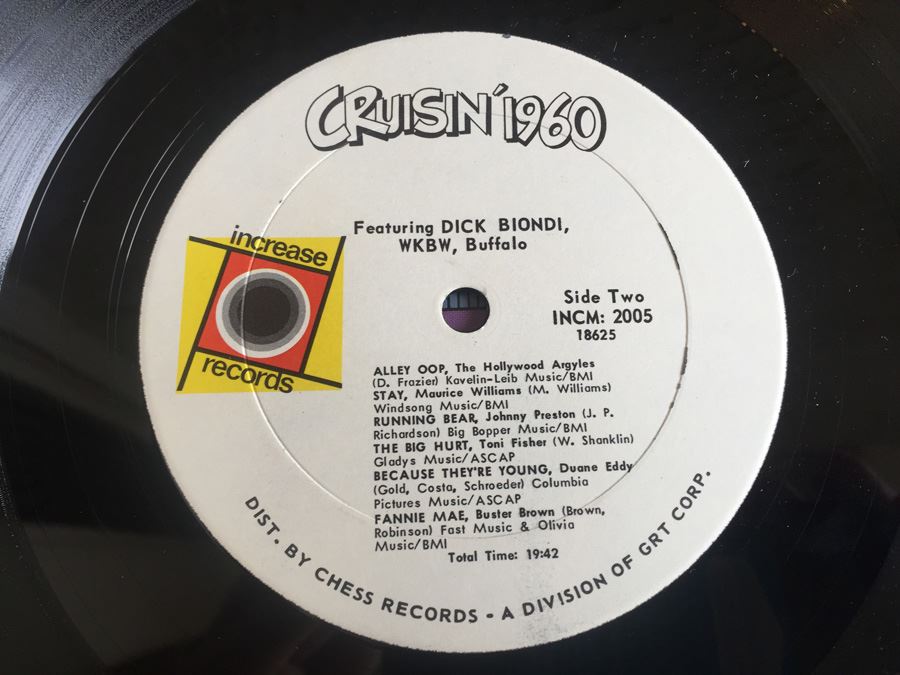 CRUISIN' 1960
Featuring DICK BIONDI,
WKBW, Buffalo
increase
records
Side Two
INCM: 2005
18625
ALLEY OOP, The Hollywood Argyles
(D. Frazier) Kavelin-Leib Music/BMI
STAY, Maurice Williams (M. Williams)
Windsong Music/BMI
RUNNING BEAR, Johnny Preston (J. P.
Richardson) Big Bopper Music/BMI
THE BIG HURT, Toni Fisher (W. Shanklin)
Gladys Music/ASCAP
BECAUSE THEY'RE YOUNG, Duane Eddy
(Gold, Costa, Schroeder) Columbia
Pictures Music/ASCAP
FANNIE MAE, Buster Brown (Brown,
Robinson) Fast Music & Olivia
Music/BMI
Total Time: 19:42
DIST. BY CHESS RECORDS - A DIVISION OF GRT CORP.